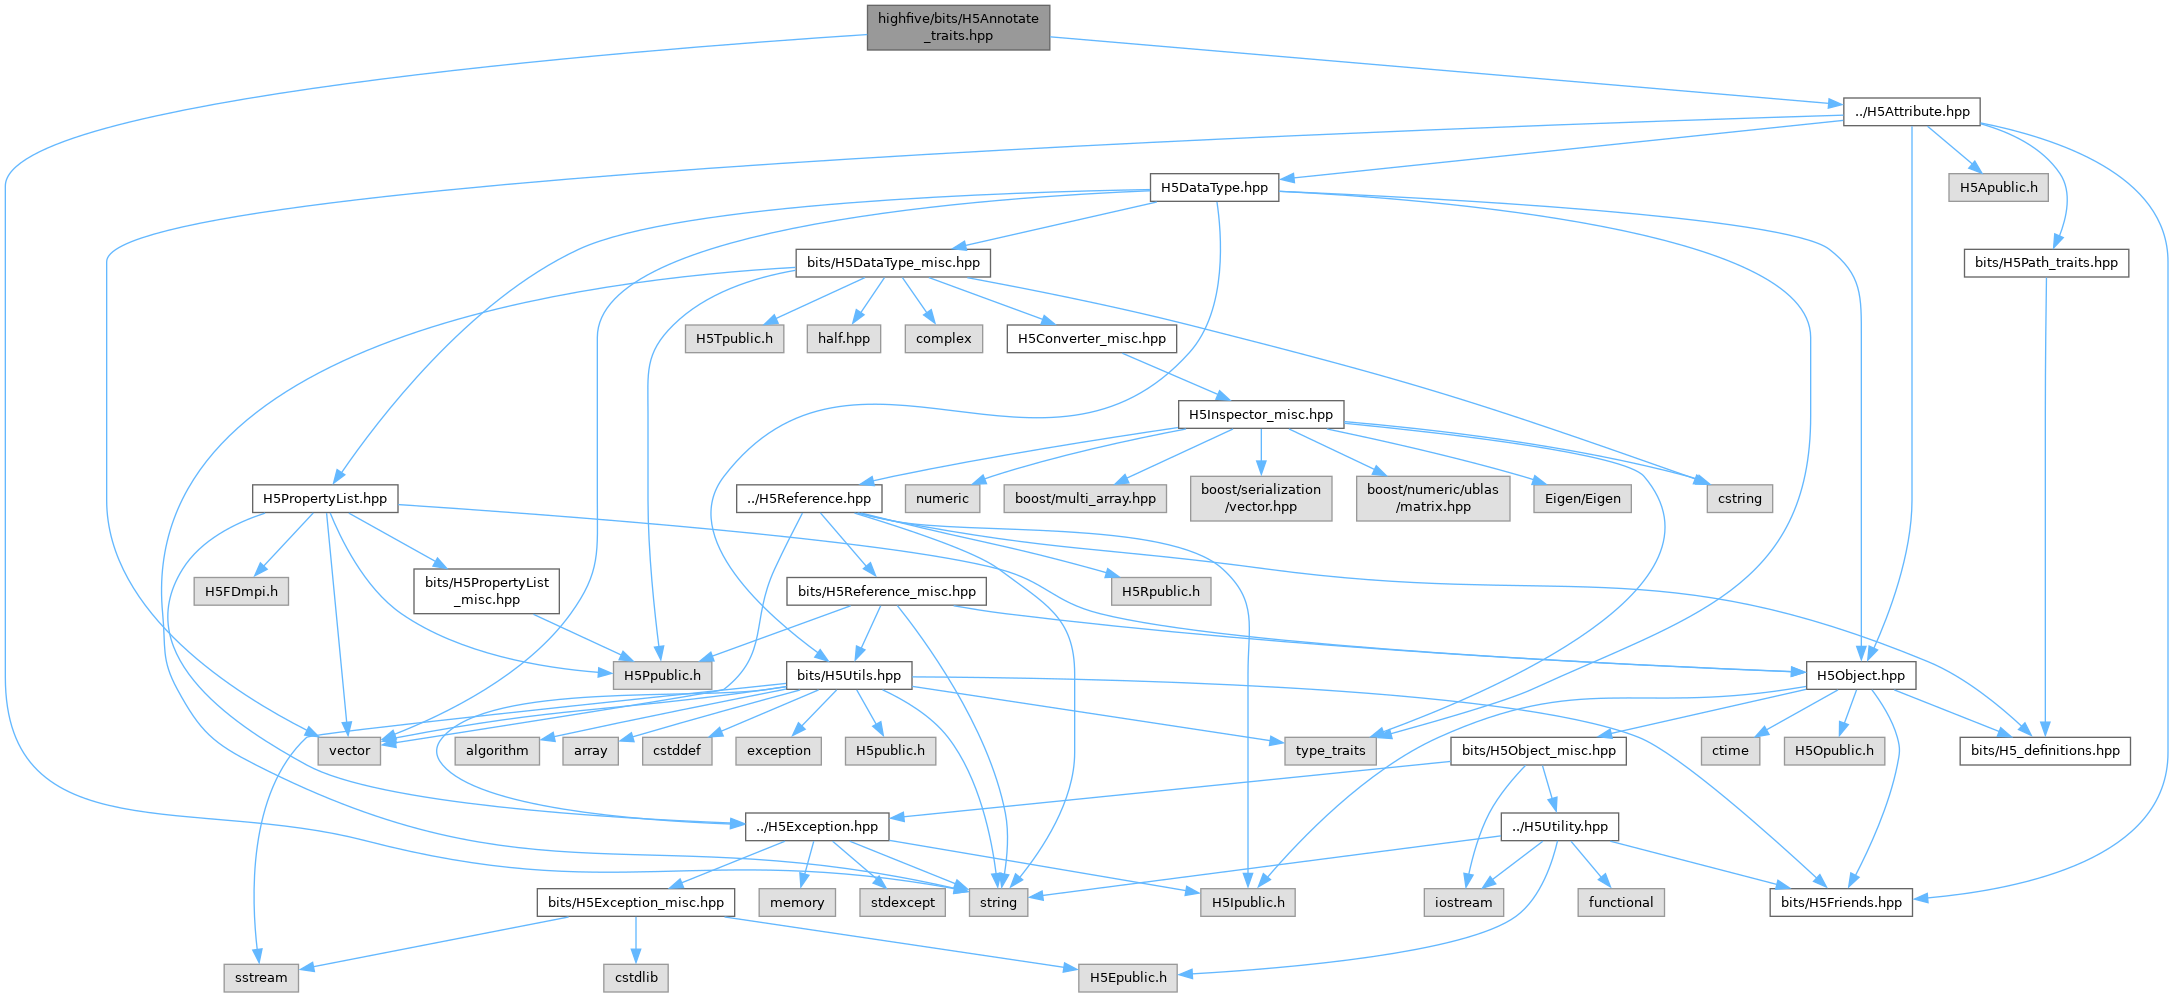 highfive/bits/H5Annotate
_traits.hpp
../H5Attribute.hpp
H5DataType.hpp
H5Apublic.h
bits/H5DataType_misc.hpp
bits/H5Path_traits.hpp
H5Tpublic.h
half.hpp
complex
H5Converter_misc.hpp
H5Inspector_misc.hpp
H5PropertyList.hpp
../H5Reference.hpp
numeric
boost/multi_array.hpp
boost/serialization
/vector.hpp
boost/numeric/ublas
/matrix.hpp
Eigen/Eigen
cstring
H5FDmpi.h
bits/H5PropertyList
_misc.hpp
bits/H5Reference_misc.hpp
H5Rpublic.h
H5Ppublic.h
bits/H5Utils.hpp
H5Object.hpp
vector
algorithm
array
cstddef
exception
H5public.h
type_traits
bits/H5Object_misc.hpp
ctime
H5Opublic.h
bits/H5_definitions.hpp
../H5Exception.hpp
../H5Utility.hpp
bits/H5Exception_misc.hpp
memory
stdexcept
string
H5Ipublic.h
iostream
functional
bits/H5Friends.hpp
sstream
cstdlib
H5Epublic.h